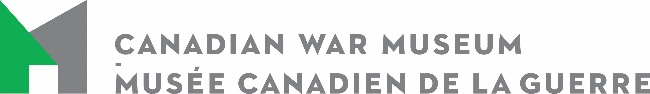 CANADIAN WAR MUSEUM
-
MUSÉE CANADIEN DE LA GUERRE